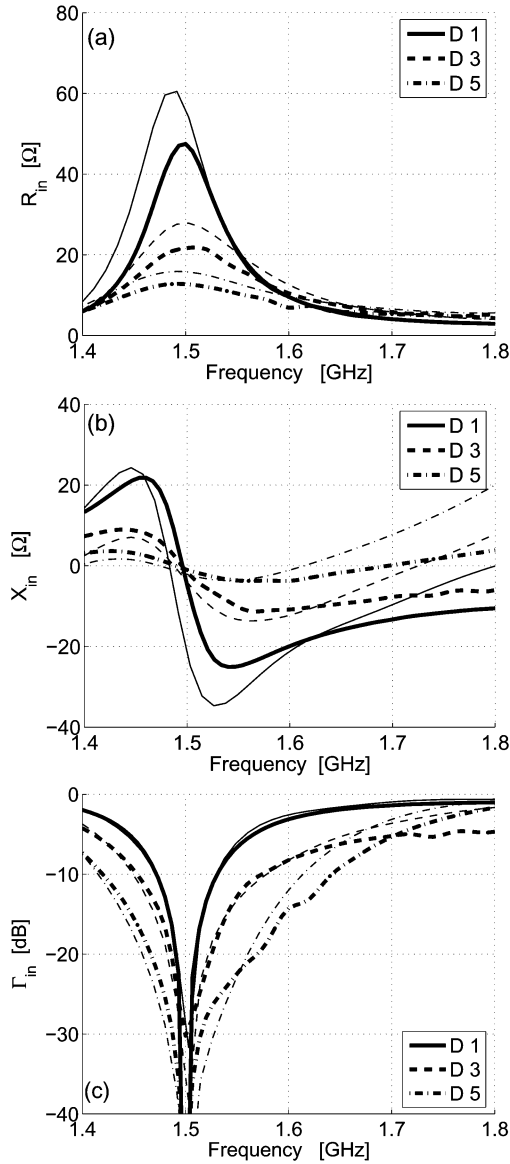 80
(a)
D 1
D 3
D 5
60
40
20
0
R_in [Ω]
1.4 1.5 1.6 1.7 1.8
Frequency [GHz]
40
(b)
D 1
D 3
D 5
20
0
−20
−40
X_in [Ω]
1.4 1.5 1.6 1.7 1.8
Frequency [GHz]
0
−10
−20
−30
−40
Γ_in [dB]
D 1
D 3
D 5
(c)
1.4 1.5 1.6 1.7 1.8
Frequency [GHz]